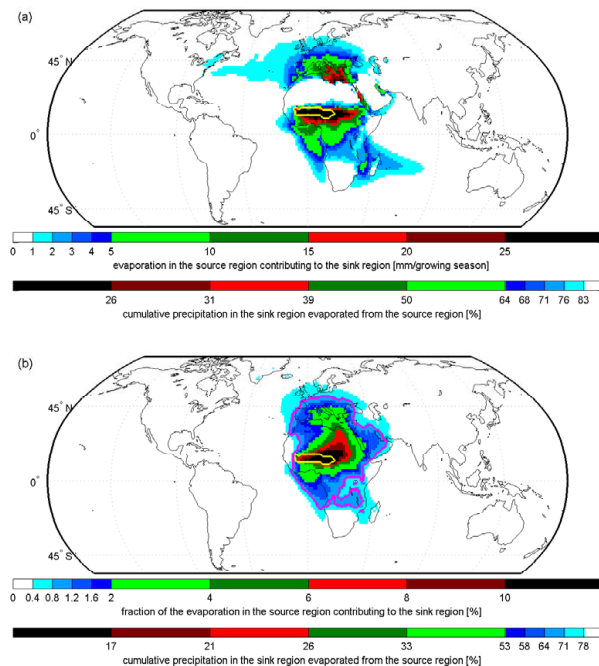 (a)
45° N
0°
45° S
0 1 2 3 4 5 10 15 20 25
evaporation in the source region contributing to the sink region [mm/growing season]
26 31 39 50 64 68 71 76 83
cumulative precipitation in the sink region evaporated from the source region [%]
(b)
45° N
0°
45° S
0 0.4 0.8 1.2 1.6 2 4 6 8 10
fraction of the evaporation in the source region contributing to the sink region [%]
17 21 26 33 53 58 64 71 78
cumulative precipitation in the sink region evaporated from the source region [%]